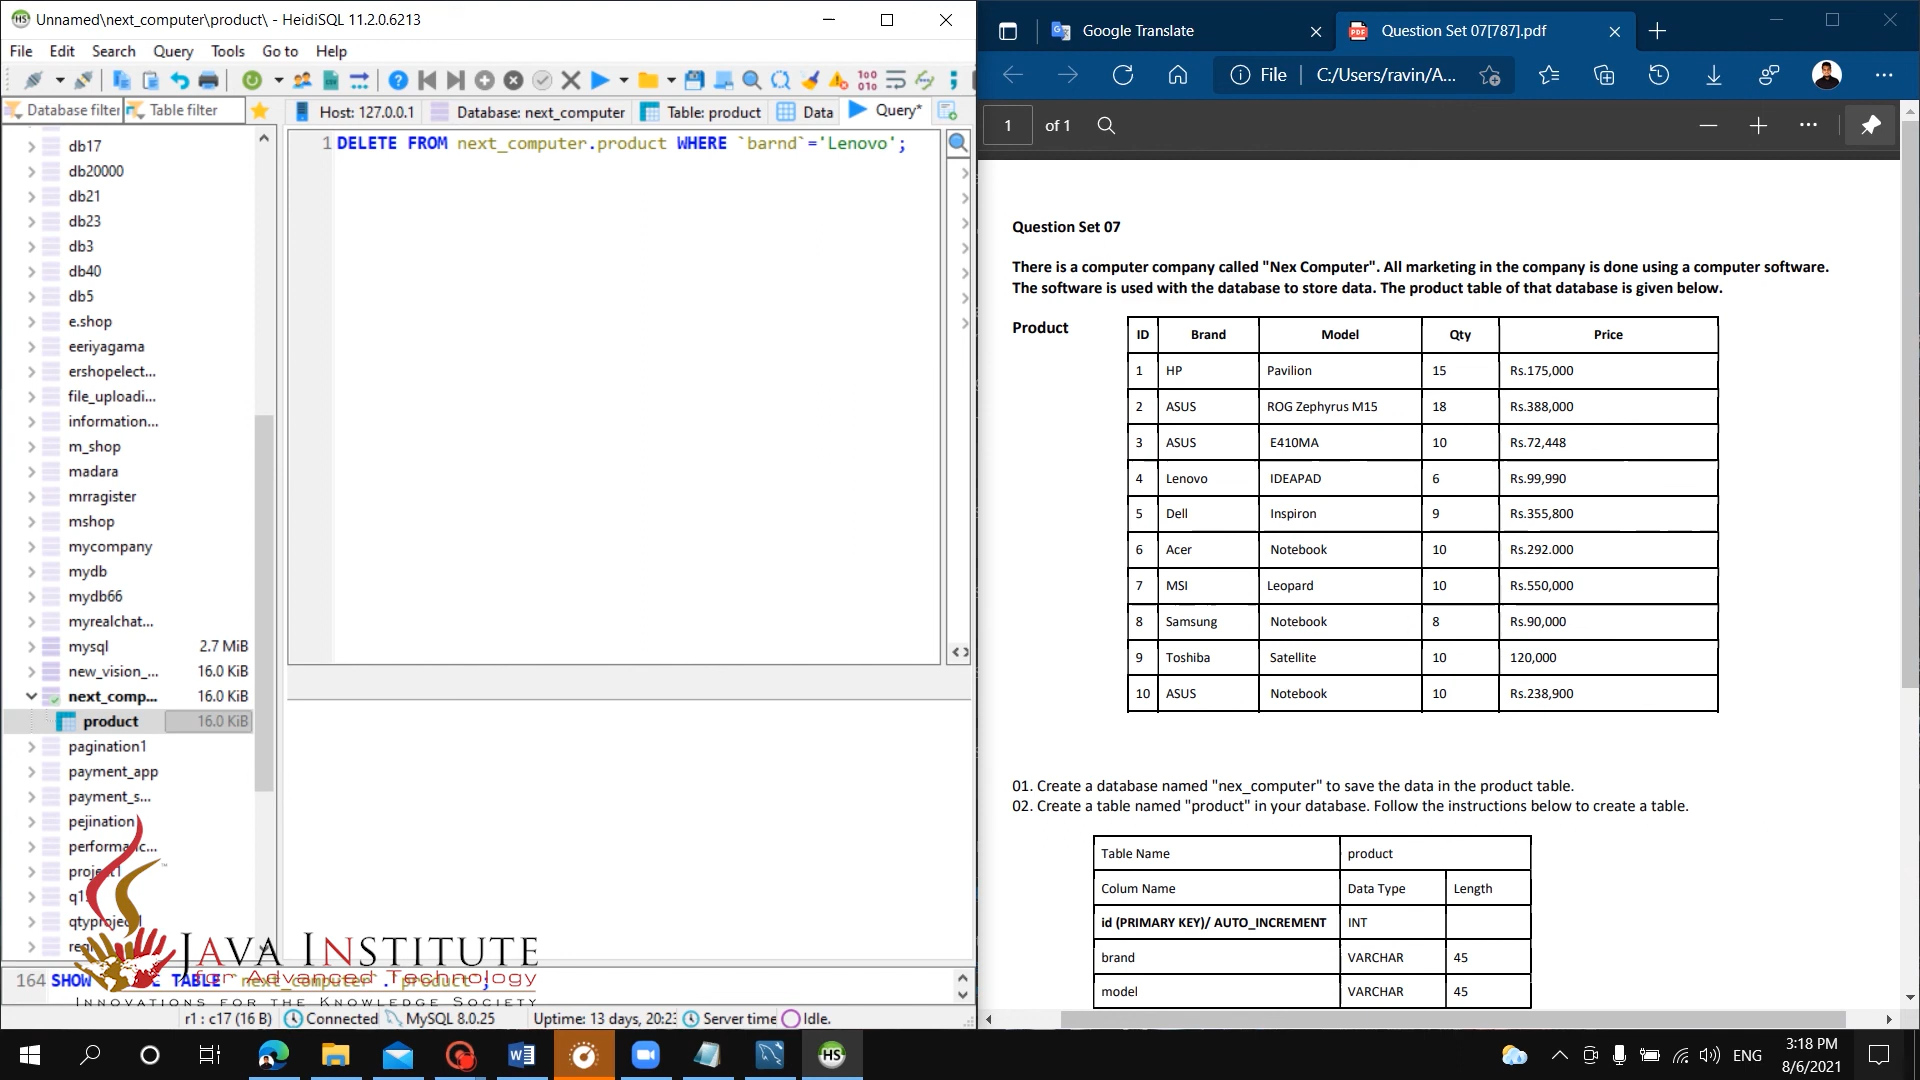 Unnamed\next_computer\product\ - HeidiSQL 11.2.0.6213
File Edit Search Query Tools Go to Help
Database filter Table filter
Host: 127.0.0.1 Database: next_computer Table: product Data Query*
1 DELETE FROM next_computer.product WHERE `barnd`='Lenovo';
db17
db20000
db21
db23
db3
db40
db5
e.shop
eeriyagama
ershopelect...
file_uploadi...
information...
m_shop
madara
mrragister
mshop
mycompany
mydb
mydb66
myrealchat...
mysql 2.7 MiB
new_vision_... 16.0 KiB
next_comp... 16.0 KiB
product 16.0 KiB
pagination1
payment_app
payment_s...
pejination
project1
JAVA INSTITUTE
for Advanced Technology
INNOVATIONS FOR THE KNOWLEDGE SOCIETY
164 SHOW TABLE `next_computer`.`product`;
r1 : c17 (16 B) Connected MySQL 8.0.25 Uptime: 13 days, 20:23 Server time Idle.
Google Translate
Question Set 07[787].pdf
File C:/Users/ravin/A...
1 of 1
Question Set 07
There is a computer company called "Nex Computer". All marketing in the company is done using a computer software.
The software is used with the database to store data. The product table of that database is given below.
Product
ID Brand Model Qty Price
1 HP Pavilion 15 Rs.175,000
2 ASUS ROG Zephyrus M15 18 Rs.388,000
3 ASUS E410MA 10 Rs.72,448
4 Lenovo IDEAPAD 6 Rs.99,990
5 Dell Inspiron 9 Rs.355,800
6 Acer Notebook 10 Rs.292.000
7 MSI Leopard 10 Rs.550,000
8 Samsung Notebook 8 Rs.90,000
9 Toshiba Satellite 10 120,000
10 ASUS Notebook 10 Rs.238,900
01. Create a database named "nex_computer" to save the data in the product table.
02. Create a table named "product" in your database. Follow the instructions below to create a table.
Table Name product
Colum Name Data Type Length
id (PRIMARY KEY)/ AUTO_INCREMENT INT
brand VARCHAR 45
model VARCHAR 45
ENG
3:18 PM
8/6/2021